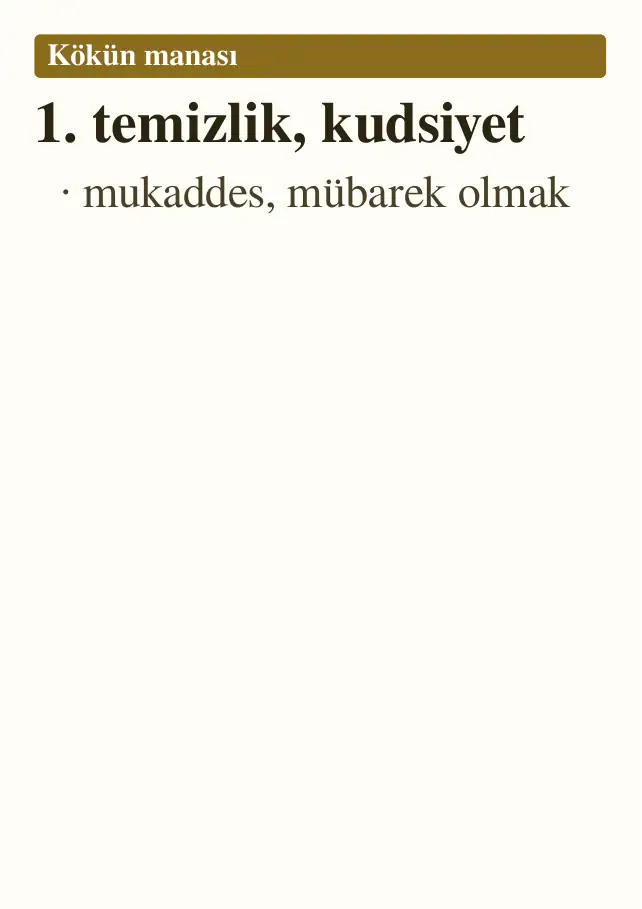 Kökün manası
1. temizlik, kudsiyet
· mukaddes, mübarek olmak